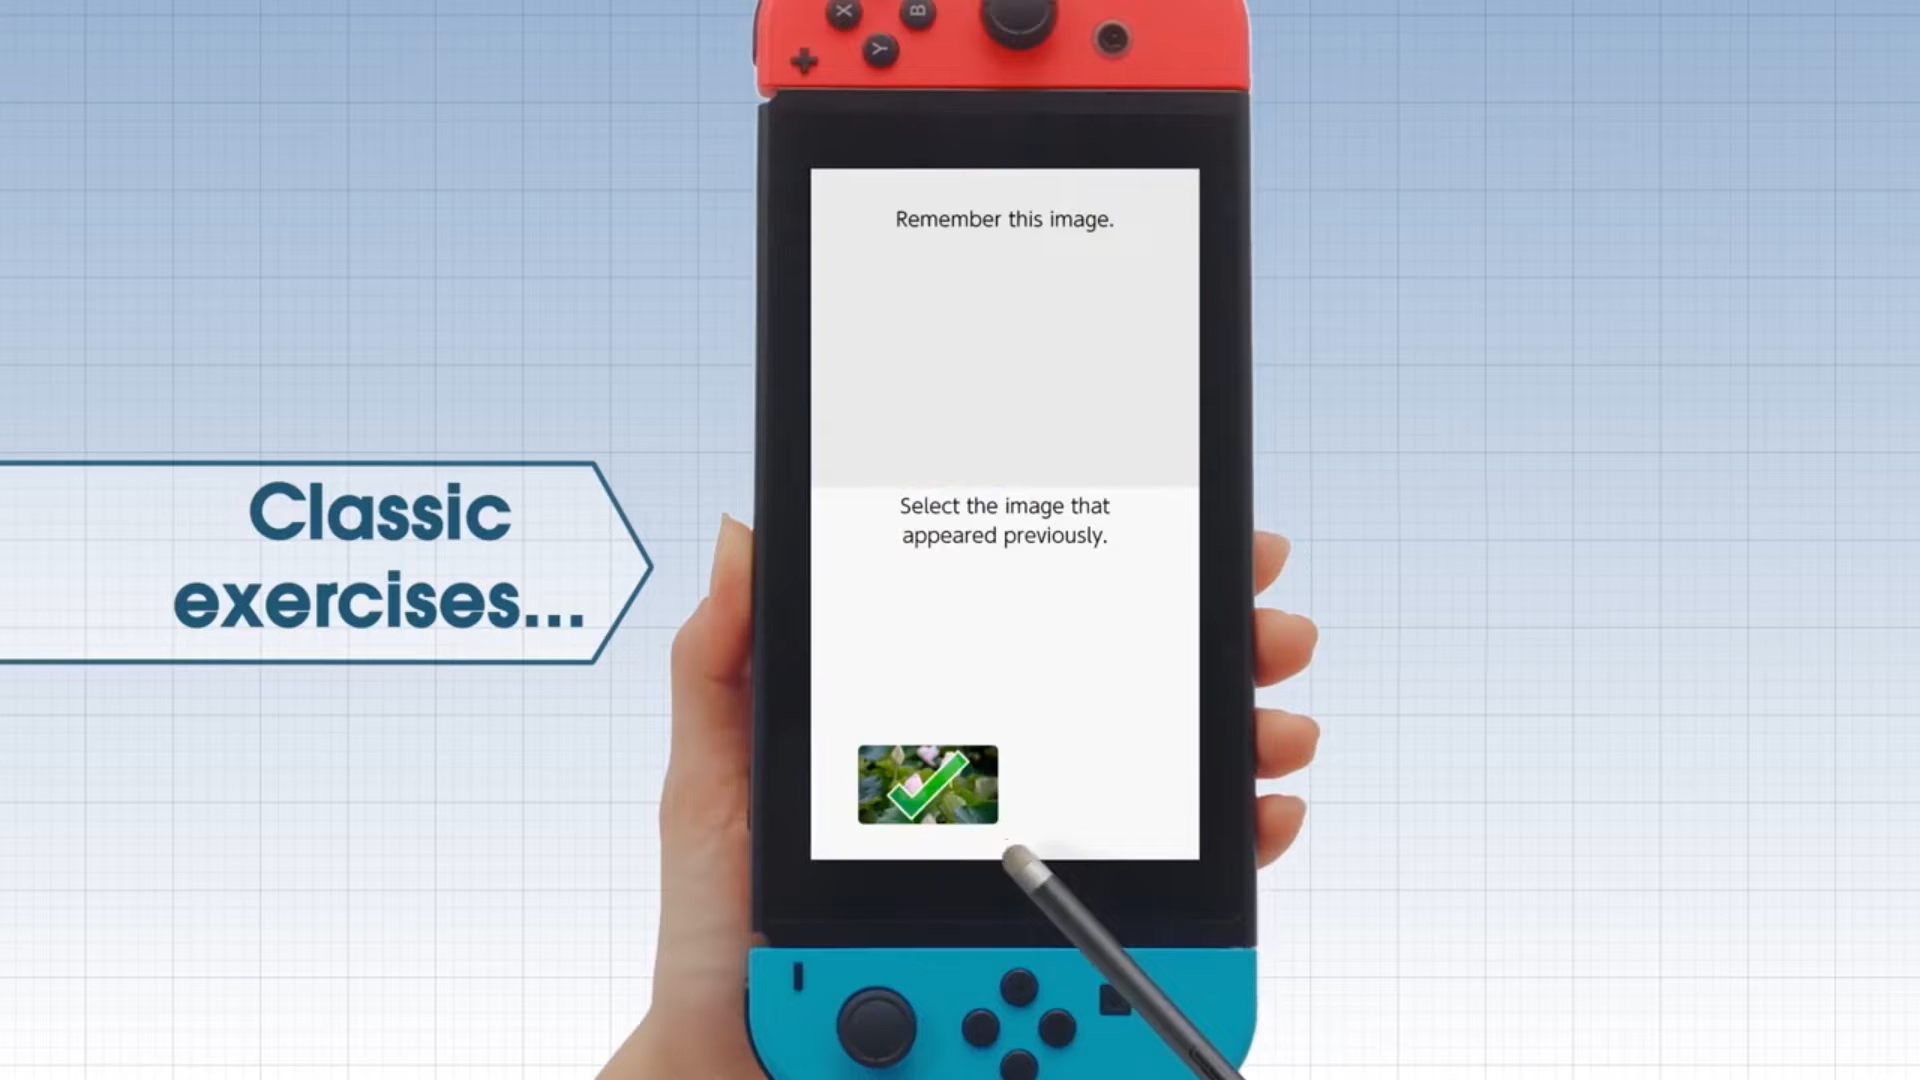 X
B
Y
Remember this image.
Select the image that
appeared previously.
Classic
exercises...